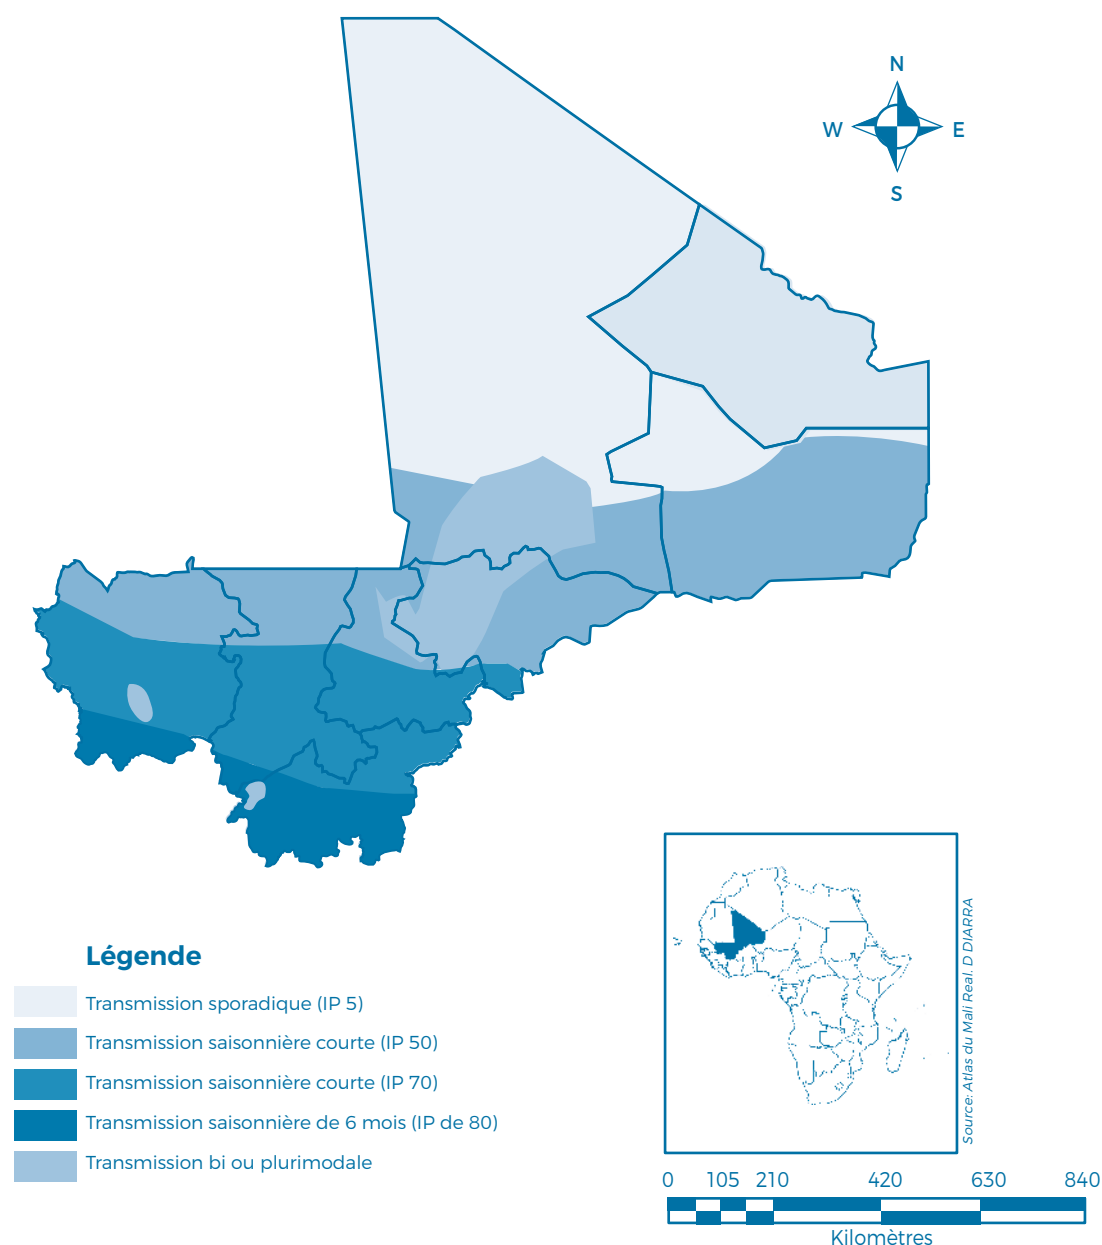 N
W
E
S
Légende
Transmission sporadique (IP 5)
Transmission saisonnière courte (IP 50)
Transmission saisonnière courte (IP 70)
Transmission saisonnière de 6 mois (IP de 80)
Transmission bi ou plurimodale
Source: Atlas du Mali Real. D DIARRA
0 105 210 420 630 840
Kilomètres